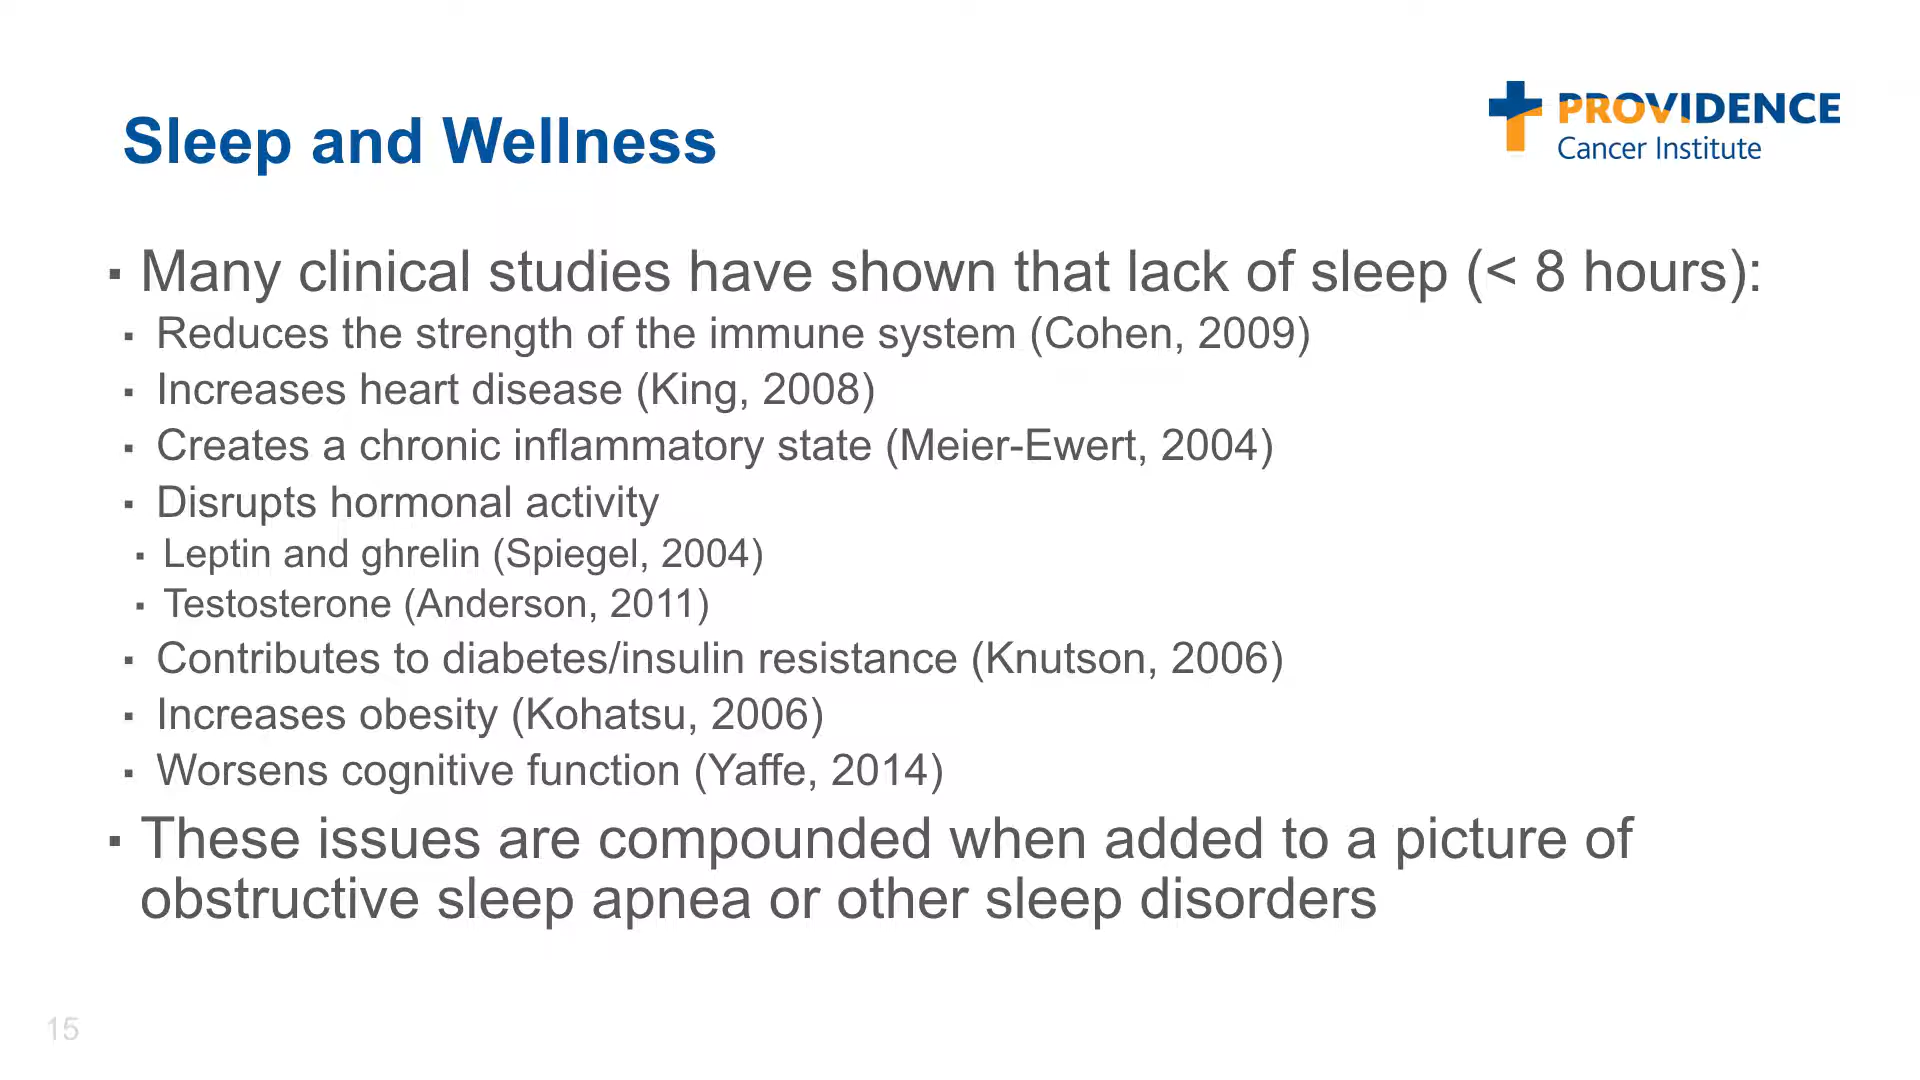 PROVIDENCE
Cancer Institute
Sleep and Wellness
▪ Many clinical studies have shown that lack of sleep (< 8 hours):
▪ Reduces the strength of the immune system (Cohen, 2009)
▪ Increases heart disease (King, 2008)
▪ Creates a chronic inflammatory state (Meier-Ewert, 2004)
▪ Disrupts hormonal activity
▪ Leptin and ghrelin (Spiegel, 2004)
▪ Testosterone (Anderson, 2011)
▪ Contributes to diabetes/insulin resistance (Knutson, 2006)
▪ Increases obesity (Kohatsu, 2006)
▪ Worsens cognitive function (Yaffe, 2014)
▪ These issues are compounded when added to a picture of
obstructive sleep apnea or other sleep disorders
15